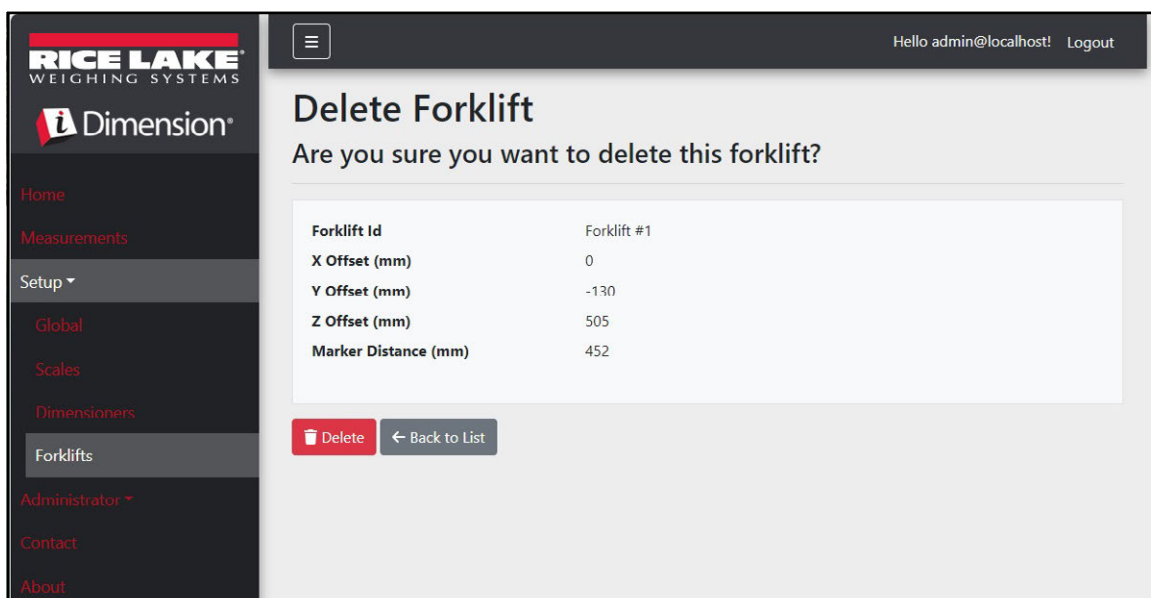 RICE LAKE®
WEIGHING SYSTEMS
i Dimension®
Home
Measurements
Setup
Global
Scales
Dimensioners
Forklifts
Administrator
Contact
About
Hello admin@localhost! Logout
Delete Forklift
Are you sure you want to delete this forklift?
Forklift Id Forklift #1
X Offset (mm) 0
Y Offset (mm) -130
Z Offset (mm) 505
Marker Distance (mm) 452
Delete ← Back to List